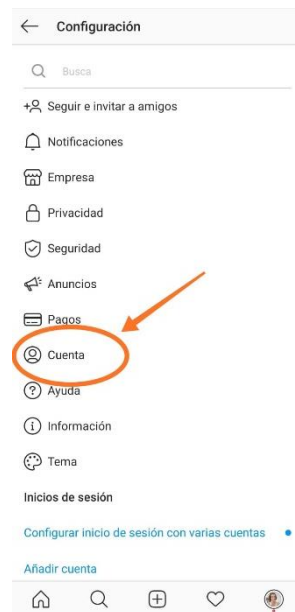 Configuración
Busca
Seguir e invitar a amigos
Notificaciones
Empresa
Privacidad
Seguridad
Anuncios
Pagos
Cuenta
Ayuda
Información
Tema
Inicios de sesión
Configurar inicio de sesión con varias cuentas
Añadir cuenta